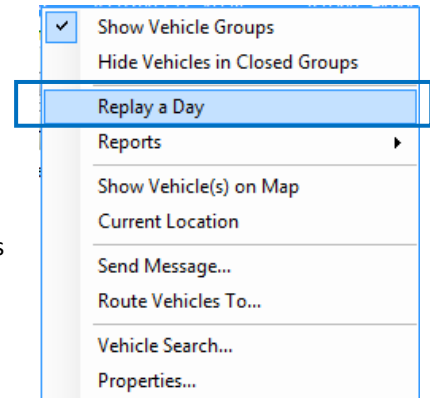 Show Vehicle Groups
Hide Vehicles in Closed Groups
Replay a Day
Reports
Show Vehicle(s) on Map
Current Location
s
Send Message...
Route Vehicles To...
Vehicle Search...
Properties...